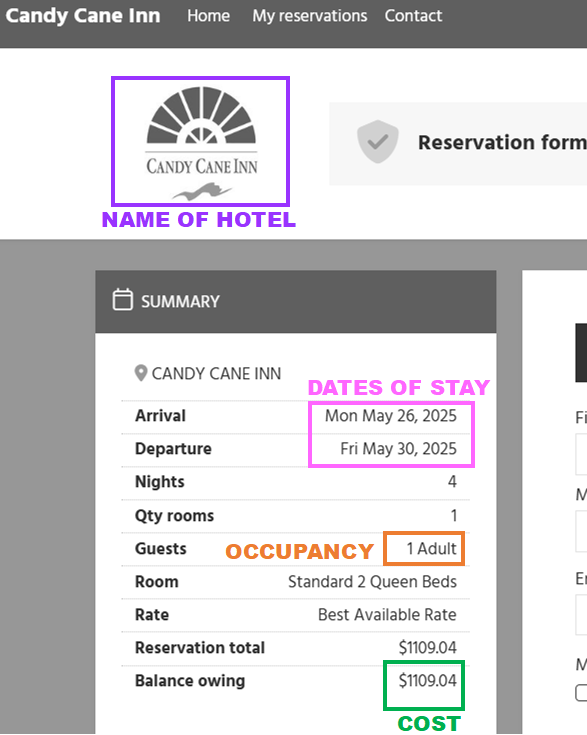 Candy Cane Inn Home My reservations Contact
CANDY CANE INN
Reservation form
NAME OF HOTEL
SUMMARY
CANDY CANE INN
DATES OF STAY
Arrival Mon May 26, 2025
Departure Fri May 30, 2025
Nights 4
Qty rooms 1
Guests OCCUPANCY 1 Adult
Room Standard 2 Queen Beds
Rate Best Available Rate
Reservation total $1109.04
Balance owing $1109.04
COST